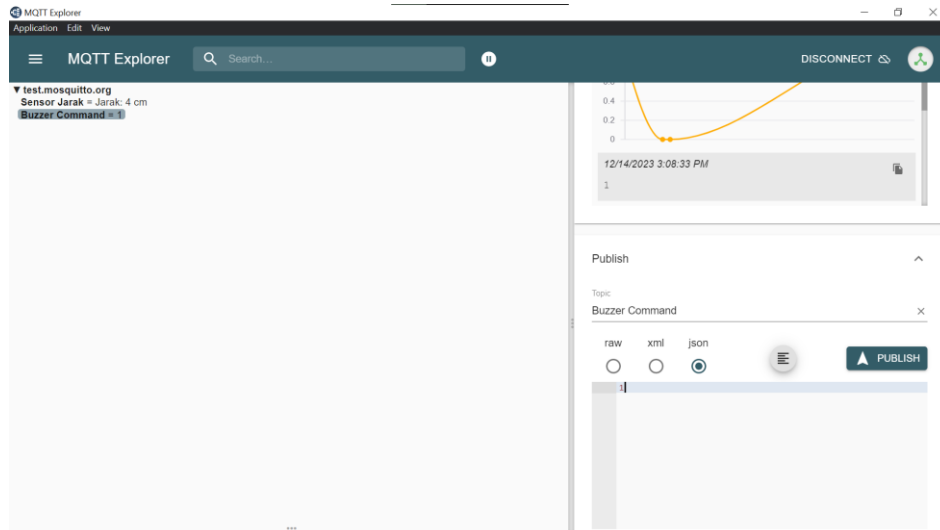 MQTT Explorer
Application Edit View
MQTT Explorer
Search...
DISCONNECT
▼ test.mosquitto.org
Sensor Jarak = Jarak: 4 cm
Buzzer Command = 1
0.4
0.2
0
12/14/2023 3:08:33 PM
1
Publish
Topic
Buzzer Command
raw xml json
PUBLISH
1